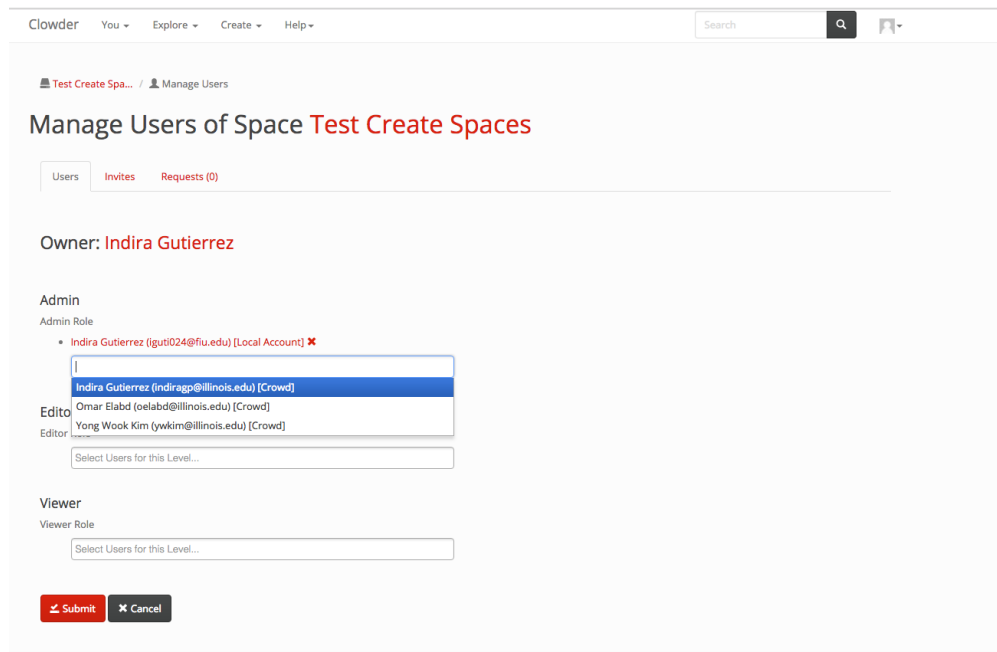 Clowder You Explore Create Help Search
Test Create Spa... / Manage Users
Manage Users of Space Test Create Spaces
Users Invites Requests (0)
Owner: Indira Gutierrez
Admin
Admin Role
Indira Gutierrez (iguti024@fiu.edu) [Local Account]
Indira Gutierrez (indiragp@illinois.edu) [Crowd]
Omar Elabd (oelabd@illinois.edu) [Crowd]
Yong Wook Kim (ywkim@illinois.edu) [Crowd]
Edito
Editor
Select Users for this Level...
Viewer
Viewer Role
Select Users for this Level...
Submit Cancel